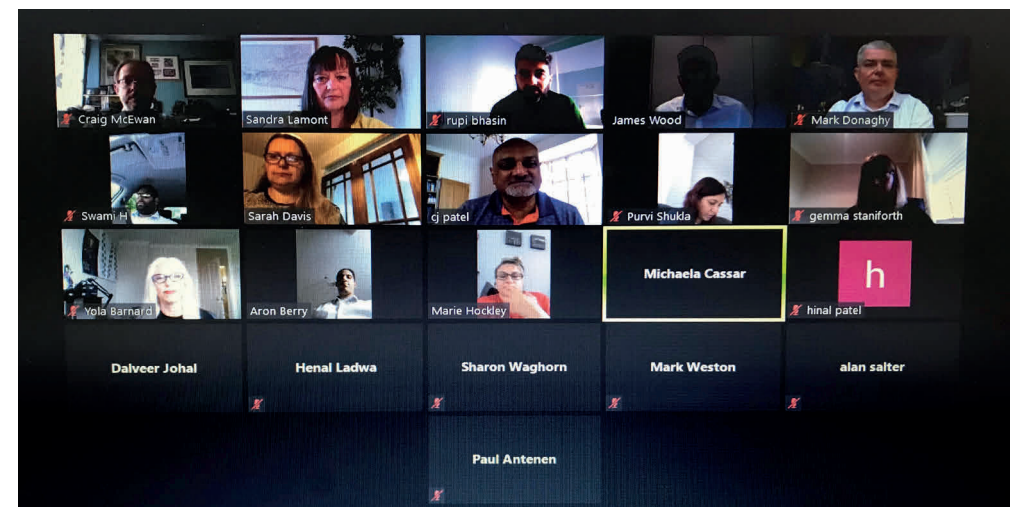 Craig McEwan
Sandra Lamont
rupi bhasin
James Wood
Mark Donaghy
Swami H
Sarah Davis
cj patel
Purvi Shukla
gemma staniforth
Yola Barnard
Aron Berry
Marie Hockley
Michaela Cassar
h
hinal patel
Dalveer Johal
Henal Ladwa
Sharon Waghorn
Mark Weston
alan salter
Paul Antenen